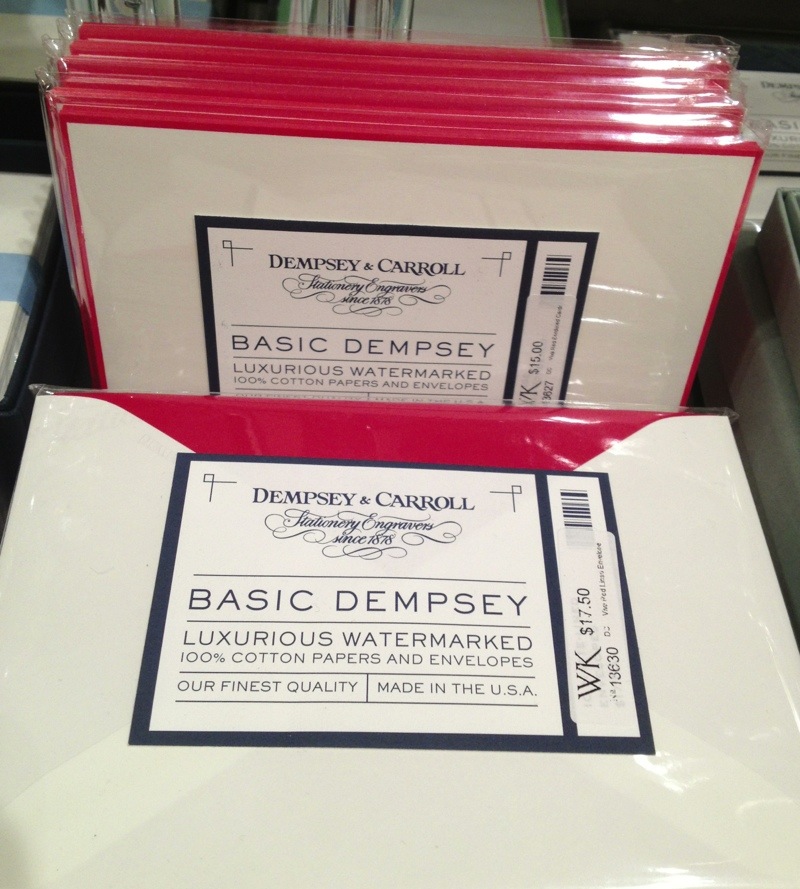 DEMPSEY & CARROLL
Stationery Engravers
since 1878
BASIC DEMPSEY
LUXURIOUS WATERMARKED
100% COTTON PAPERS AND ENVELOPES
WK $15.00
13627
DEMPSEY & CARROLL
Stationery Engravers
since 1878
BASIC DEMPSEY
LUXURIOUS WATERMARKED
100% COTTON PAPERS AND ENVELOPES
OUR FINEST QUALITY MADE IN THE U.S.A.
WK $17.50
13630